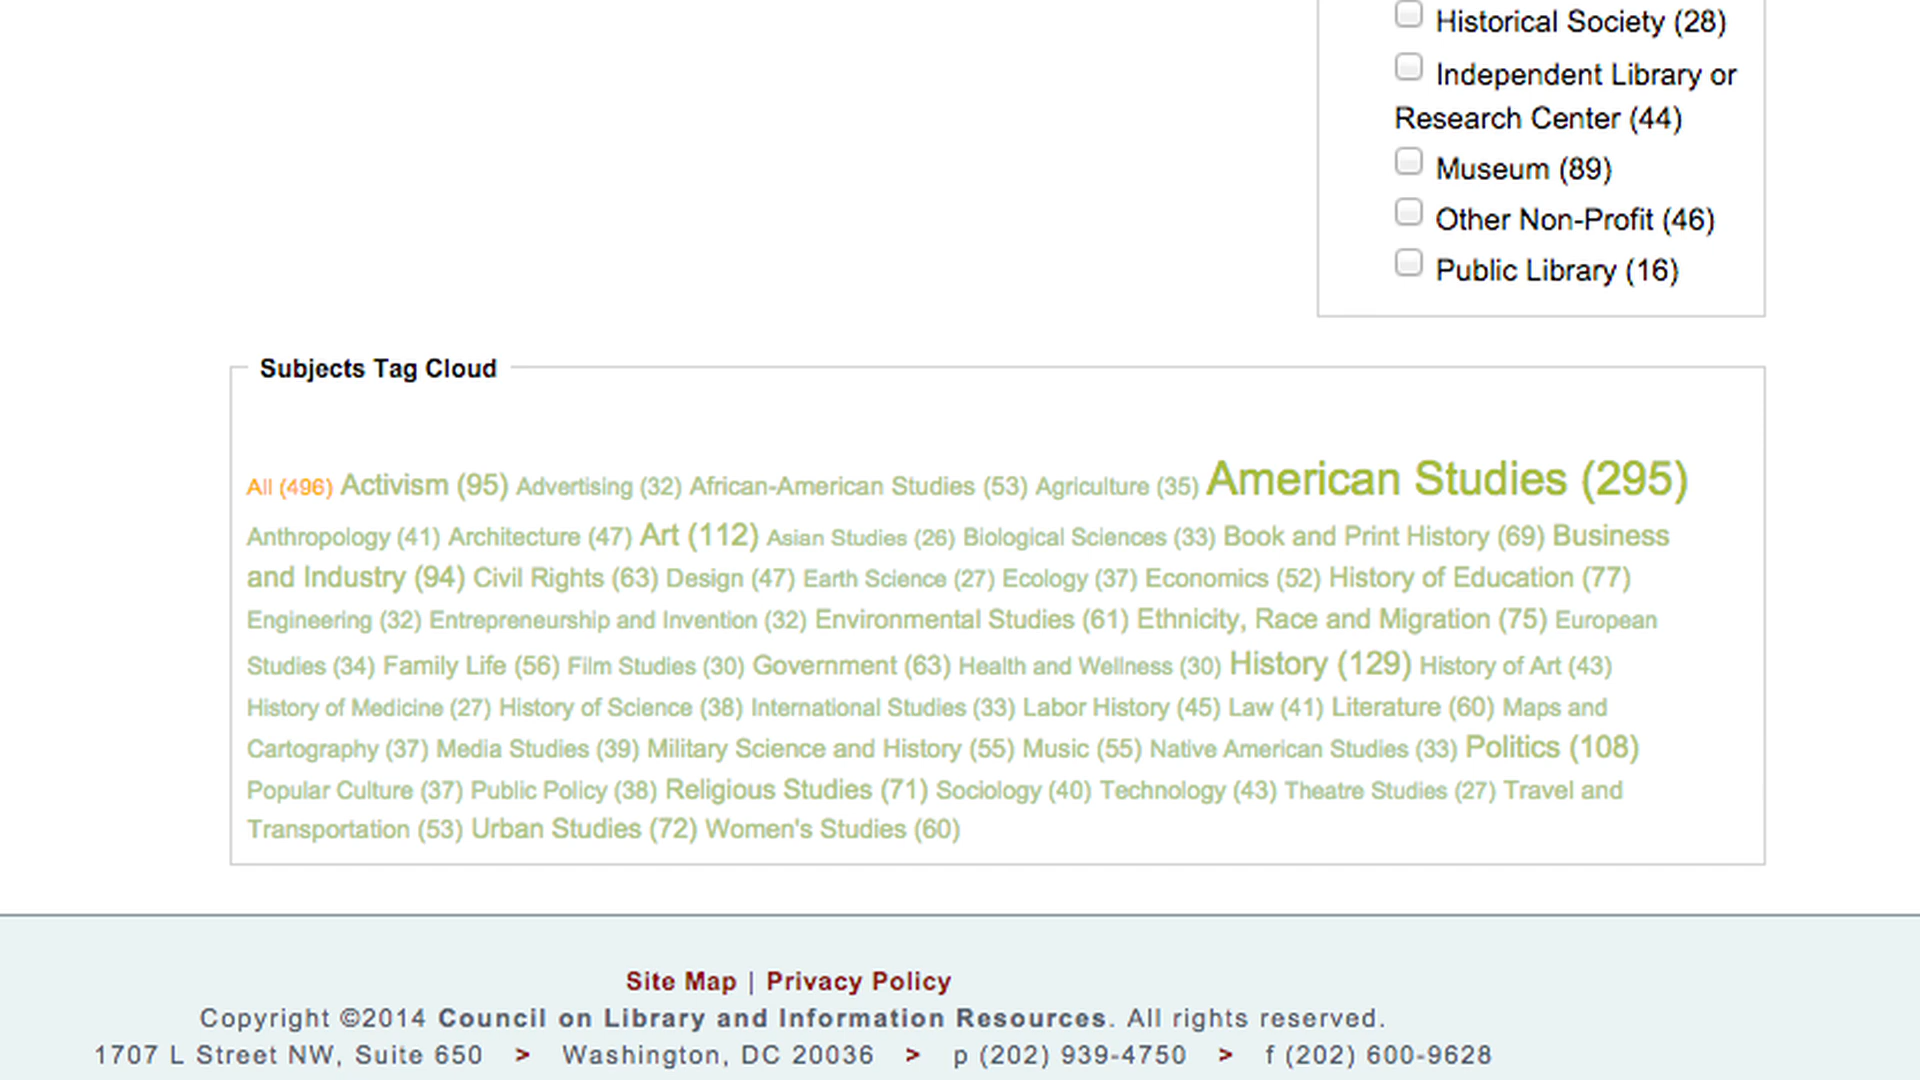 Historical Society (28)
Independent Library or
Research Center (44)
Museum (89)
Other Non-Profit (46)
Public Library (16)
Subjects Tag Cloud
All (496) Activism (95) Advertising (32) African-American Studies (53) Agriculture (35) American Studies (295)
Anthropology (41) Architecture (47) Art (112) Asian Studies (26) Biological Sciences (33) Book and Print History (69) Business
and Industry (94) Civil Rights (63) Design (47) Earth Science (27) Ecology (37) Economics (52) History of Education (77)
Engineering (32) Entrepreneurship and Invention (32) Environmental Studies (61) Ethnicity, Race and Migration (75) European
Studies (34) Family Life (56) Film Studies (30) Government (63) Health and Wellness (30) History (129) History of Art (43)
History of Medicine (27) History of Science (38) International Studies (33) Labor History (45) Law (41) Literature (60) Maps and
Cartography (37) Media Studies (39) Military Science and History (55) Music (55) Native American Studies (33) Politics (108)
Popular Culture (37) Public Policy (38) Religious Studies (71) Sociology (40) Technology (43) Theatre Studies (27) Travel and
Transportation (53) Urban Studies (72) Women's Studies (60)
Site Map | Privacy Policy
Copyright ©2014 Council on Library and Information Resources. All rights reserved.
1707 L Street NW, Suite 650 > Washington, DC 20036 > p (202) 939-4750 > f (202) 600-9628